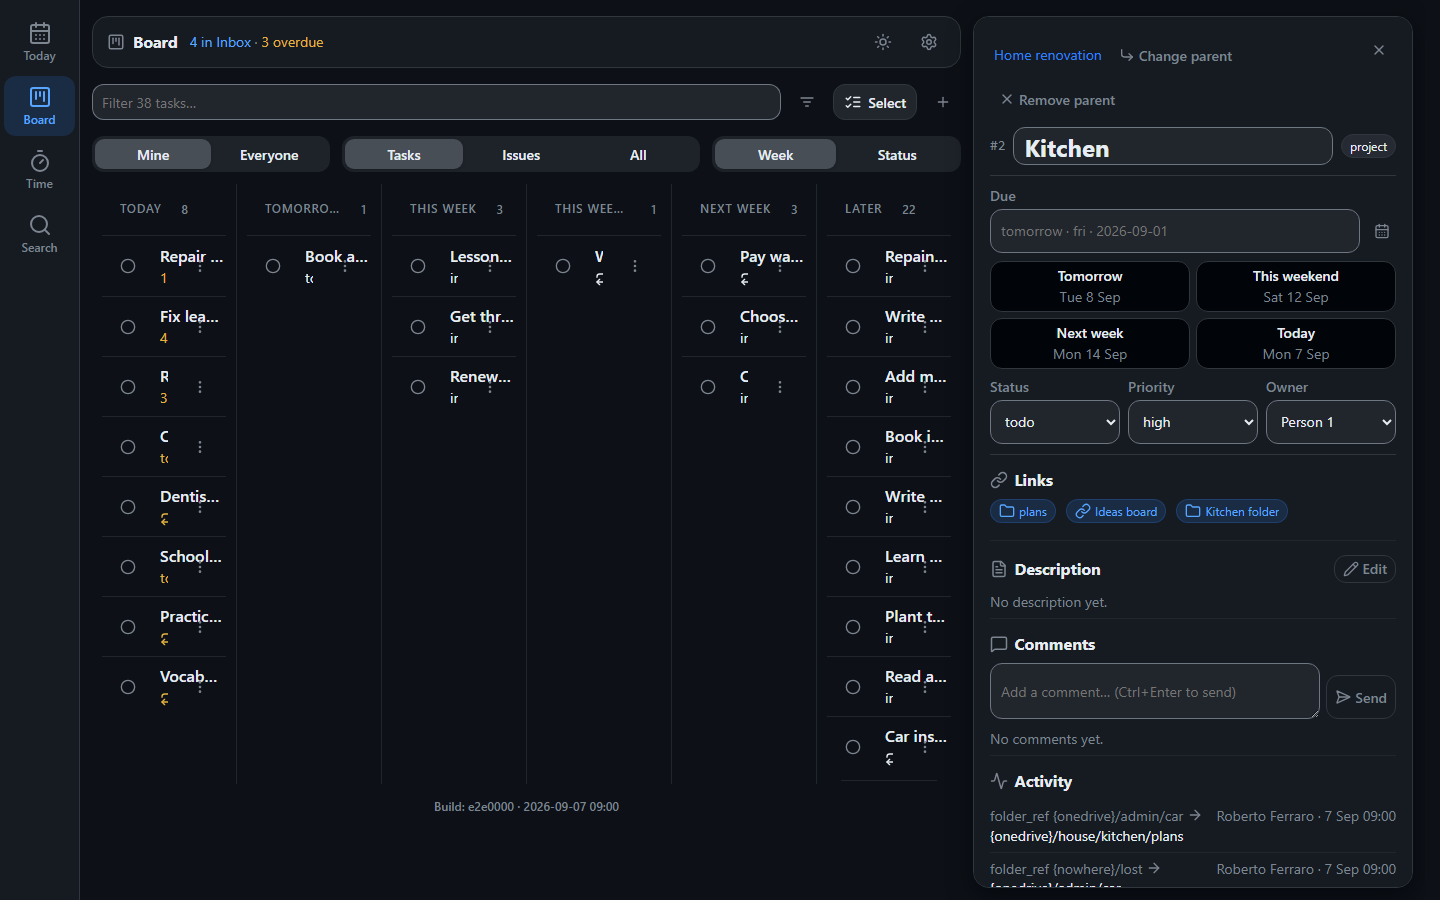 Today
Board
Time
Search
Board 4 in Inbox · 3 overdue
Filter 38 tasks...
Select
Mine Everyone
Tasks Issues All
Week Status
TODAY 8
Repair ...
1
Fix lea...
4
R
3
C
Dentis...
School...
Practic...
Vocab...
TOMORRO... 1
Book a...
THIS WEEK 3
Lesson...
Get thr...
Renew...
THIS WEE... 1
NEXT WEEK 3
Pay wa...
Choos...
C
LATER 22
Repain...
Write ...
Add m...
Book i...
Write ...
Learn ...
Plant t...
Read a...
Car ins...
Build: e2e0000 · 2026-09-07 09:00
Home renovation Change parent
Remove parent
#2 Kitchen project
Due
tomorrow · fri · 2026-09-01
Tomorrow
Tue 8 Sep
This weekend
Sat 12 Sep
Next week
Mon 14 Sep
Today
Mon 7 Sep
Status Priority Owner
todo high Person 1
Links
plans Ideas board Kitchen folder
Description Edit
No description yet.
Comments
Add a comment... (Ctrl+Enter to send)
Send
No comments yet.
Activity
folder_ref {onedrive}/admin/car → Roberto Ferraro · 7 Sep 09:00
{onedrive}/house/kitchen/plans
folder_ref {nowhere}/lost → Roberto Ferraro · 7 Sep 09:00